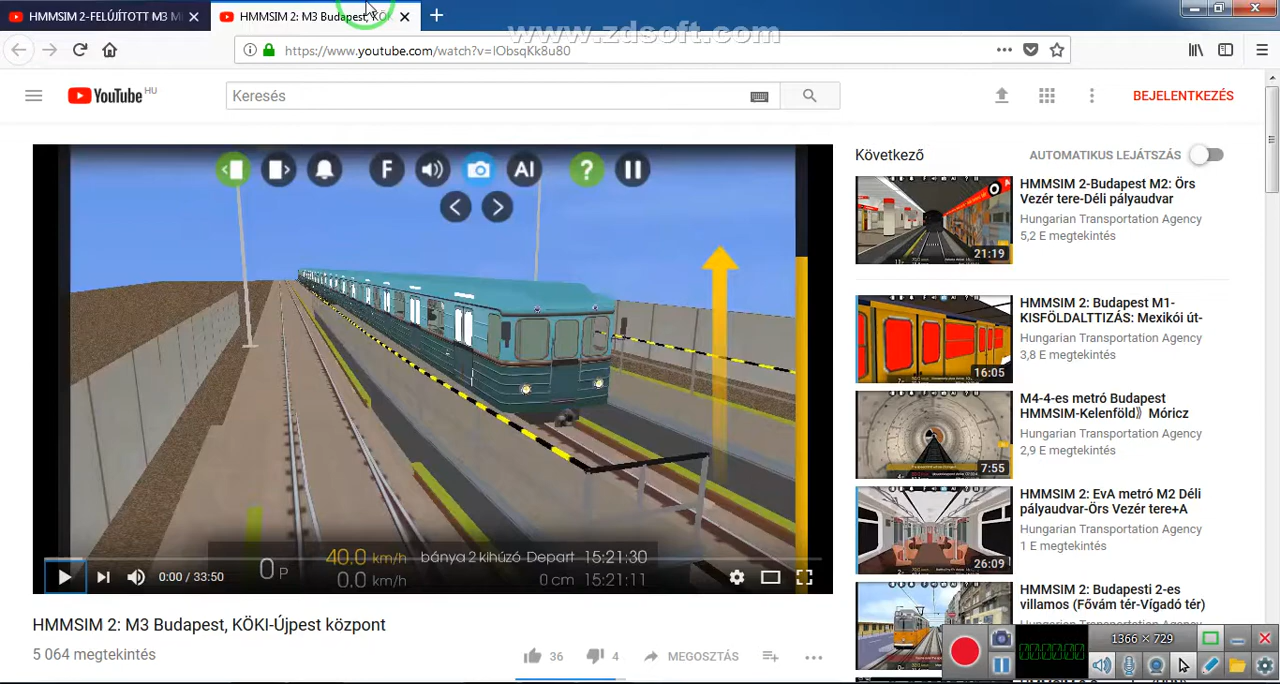 HMMSIM 2-FELÚJÍTOTT M3 M
HMMSIM 2: M3 Budapest, KÖKI
www.zdsoft.com
https://www.youtube.com/watch?v=IObsqKk8u80
YouTube HU
Keresés
BEJELENTKEZÉS
F
AI
?
40.0 km/h bánya 2 kihúzó Depart 15:21:30
0 P 0.0 km/h 0 cm 15:21:11
0:00 / 33:50
HMMSIM 2: M3 Budapest, KÖKI-Újpest központ
5 064 megtekintés
36
4
MEGOSZTÁS
Következő
AUTOMATIKUS LEJÁTSZÁS
21:19
HMMSIM 2-Budapest M2: Örs
Vezér tere-Déli pályaudvar
Hungarian Transportation Agency
5,2 E megtekintés
16:05
HMMSIM 2: Budapest M1-
KISFÖLDALATTIZÁS: Mexikói út-
Hungarian Transportation Agency
3,8 E megtekintés
7:55
M4-4-es metró Budapest
HMMSIM-Kelenföld》Móricz
Hungarian Transportation Agency
2,9 E megtekintés
26:09
HMMSIM 2: EvA metró M2 Déli
pályaudvar-Örs Vezér tere+A
Hungarian Transportation Agency
1 E megtekintés
HMMSIM 2: Budapesti 2-es
villamos (Fővám tér-Vigadó tér)
1366 × 729
00:00:00